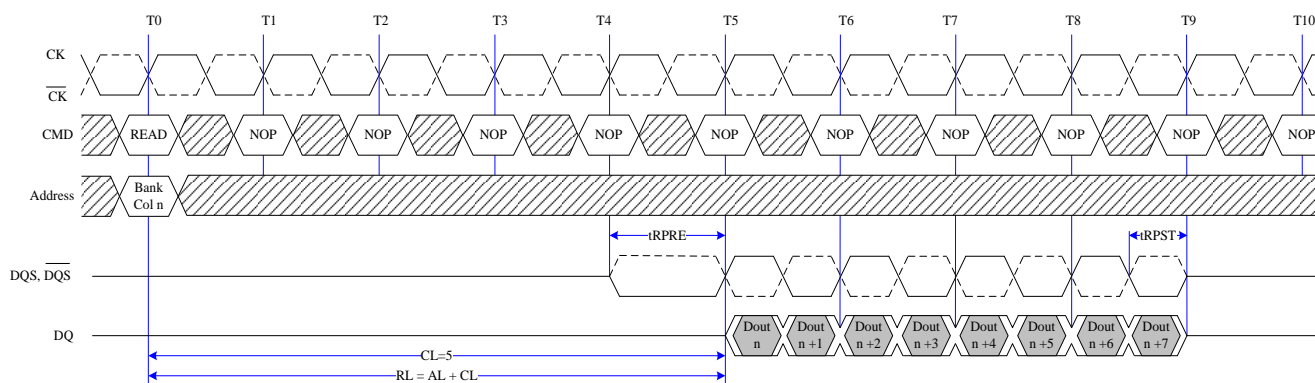 T0 T1 T2 T3 T4 T5 T6 T7 T8 T9 T10
CK
CK
CMD READ NOP NOP NOP NOP NOP NOP NOP NOP NOP NOP
Address Bank
Col n
tRPRE tRPST
DQS, DQS
DQ Dout Dout Dout Dout Dout Dout Dout Dout
n n +1 n +2 n +3 n +4 n +5 n +6 n +7
CL=5
RL = AL + CL